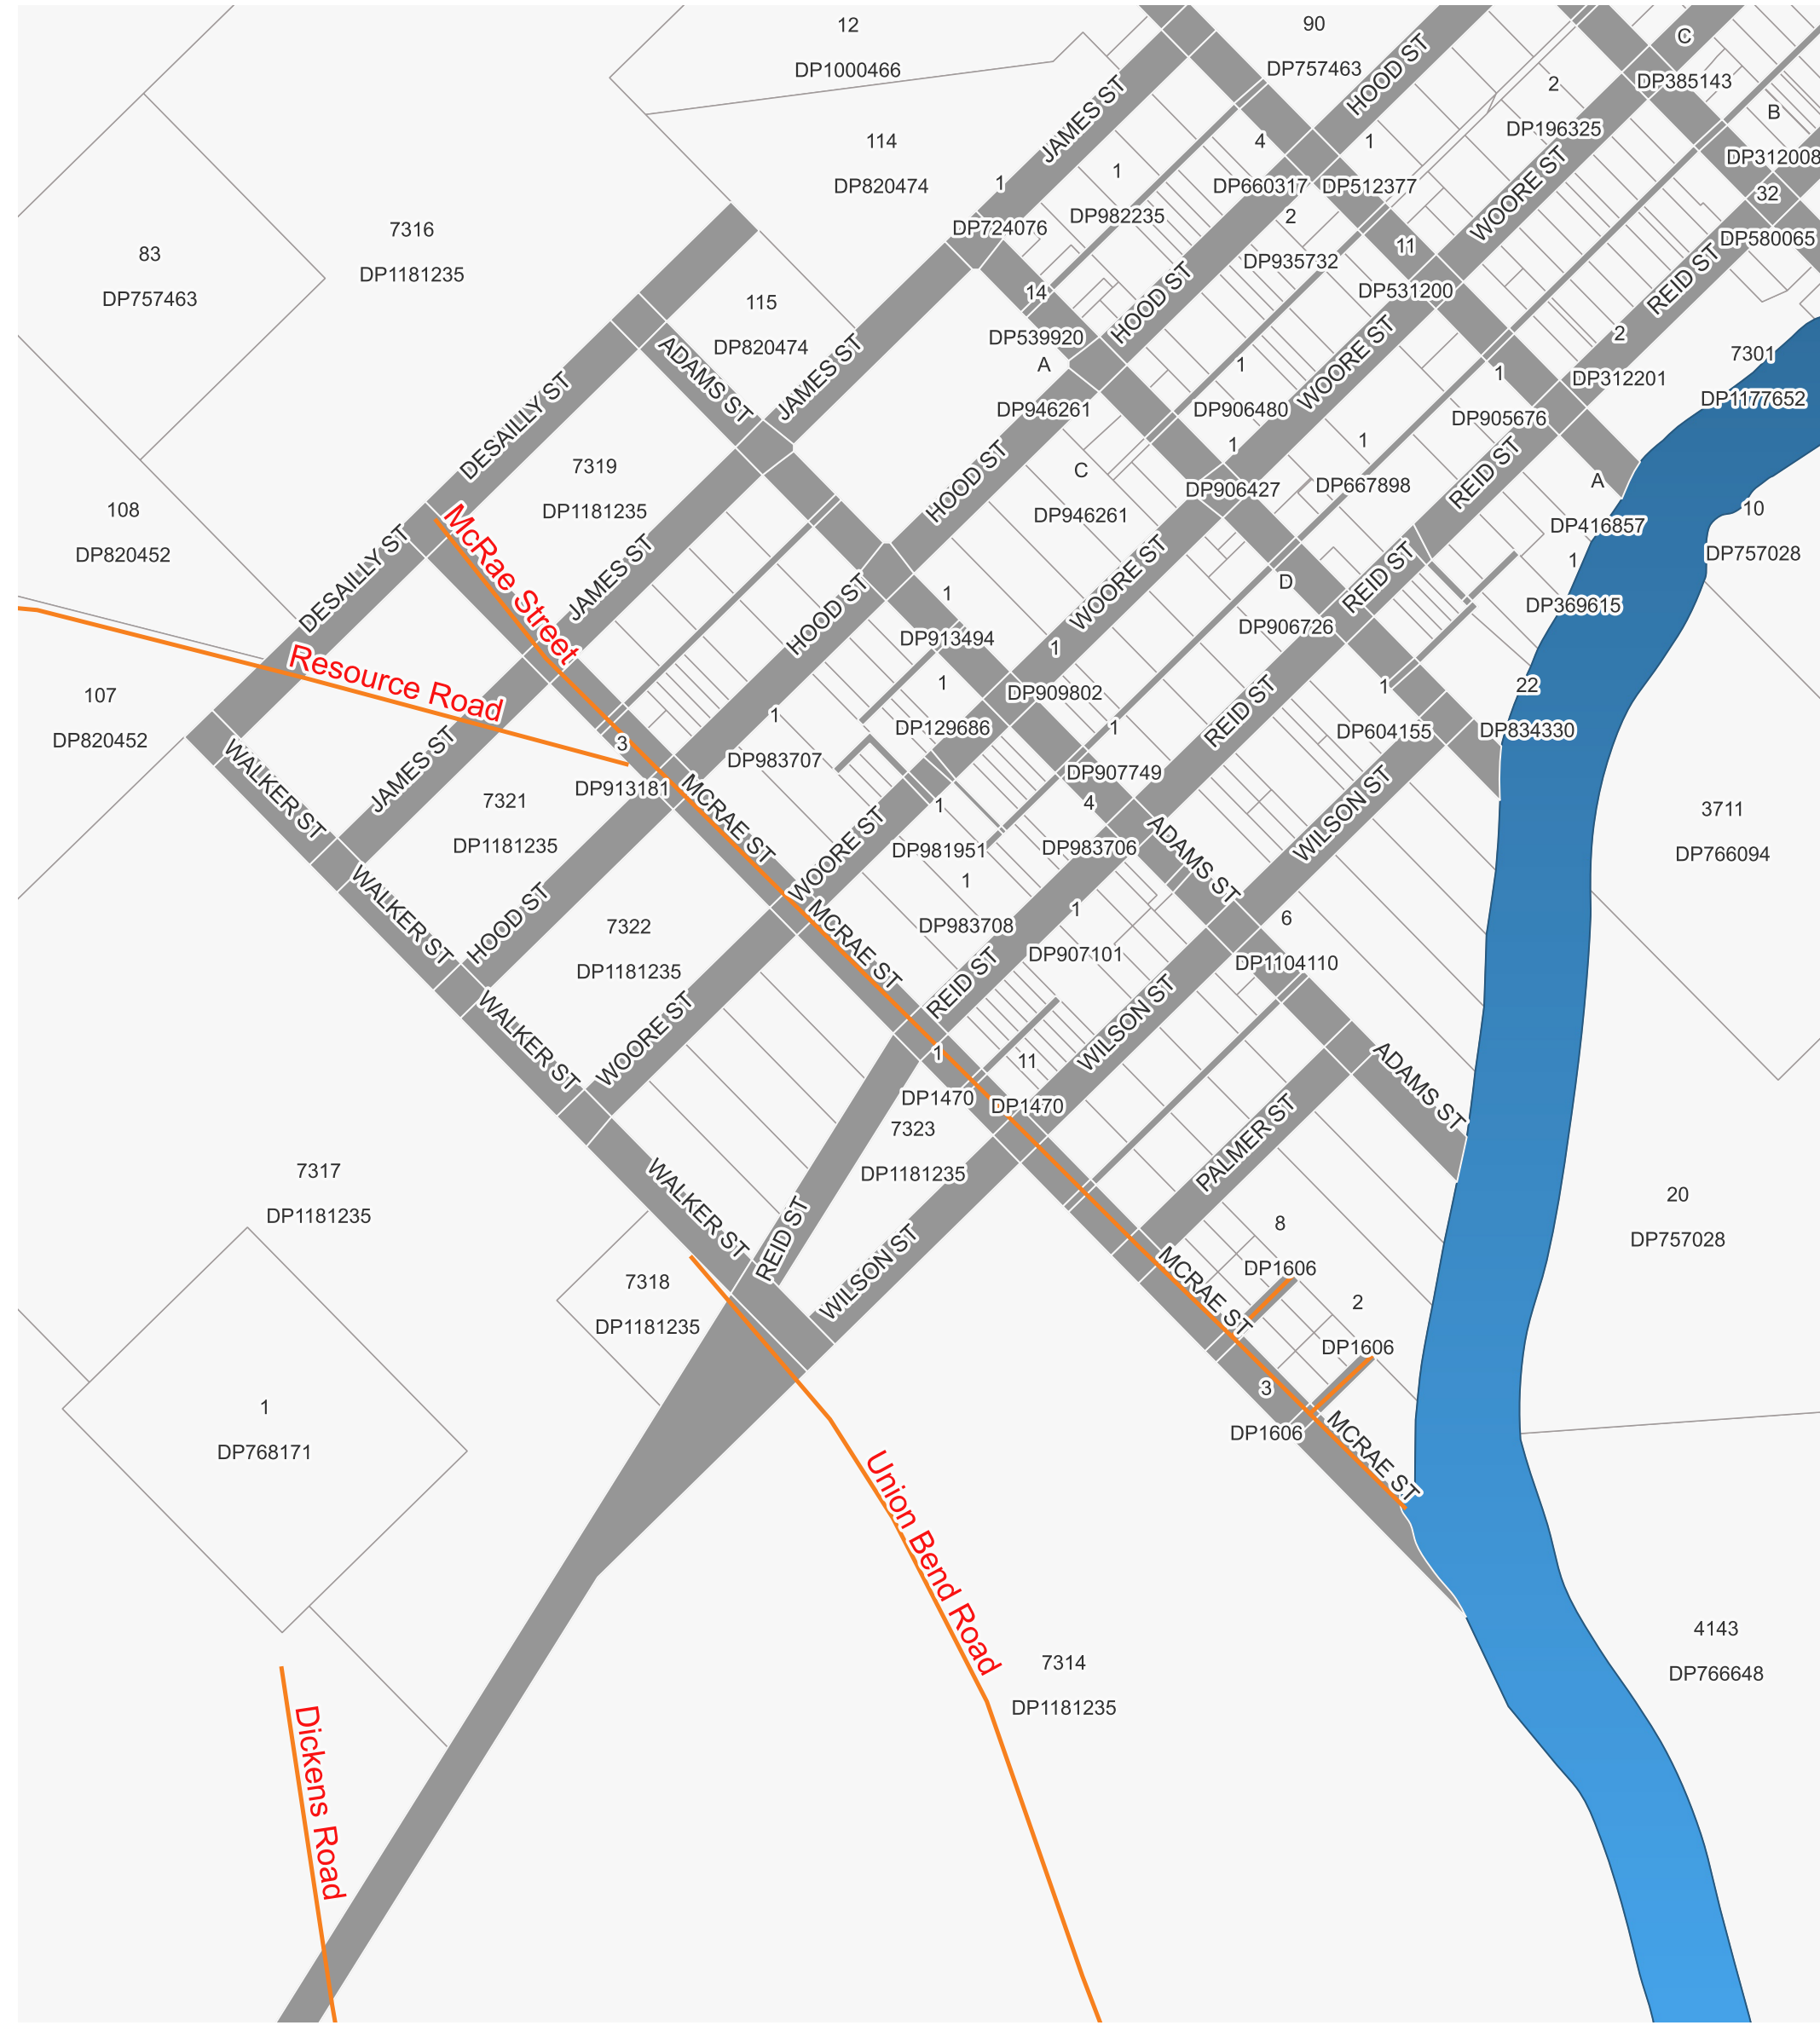 12
DP1000466
90
DP757463
HOOD ST
C
DP385143
2
DP196325
B
DP312008
JAMES ST
114
DP820474
4
DP660317
1
DP512377
1
DP982235
1
DP724076
2
DP935732
WOORE ST
32
DP580065
83
DP757463
7316
DP1181235
11
DP531200
REID ST
14
DP539920
HOOD ST
115
DP820474
ADAMS ST
JAMES ST
A
DP946261
1
DP906480
WOORE ST
2
DP312201
7301
DP1177652
1
DP905676
DESAILLY ST
7319
DP1181235
HOOD ST
C
DP946261
1
DP906427
1
DP667898
REID ST
A
DP416857
10
DP757028
108
DP820452
DESAILLY ST
McRae Street
JAMES ST
HOOD ST
1
DP913494
WOORE ST
D
DP906726
REID ST
1
DP369615
Resource Road
107
DP820452
1
DP909802
1
DP129686
1
DP983707
REID ST
1
DP604155
22
DP834330
WALKER ST
JAMES ST
3
DP913181
MCRAE ST
1
DP907749
7321
DP1181235
WOORE ST
1
DP981951
4
DP983706
ADAMS ST
WILSON ST
3711
DP766094
WALKER ST
HOOD ST
7322
DP1181235
MCRAE ST
1
DP983708
1
DP907101
6
DP1104110
REID ST
WALKER ST
WOORE ST
1
DP1470
11
DP1470
WILSON ST
ADAMS ST
7323
DP1181235
PALMER ST
7317
DP1181235
WALKER ST
REID ST
WILSON ST
20
DP757028
8
DP1606
MCRAE ST
7318
DP1181235
2
DP1606
3
DP1606
MCRAE ST
1
DP768171
Union Bend Road
7314
DP1181235
4143
DP766648
Dickens Road